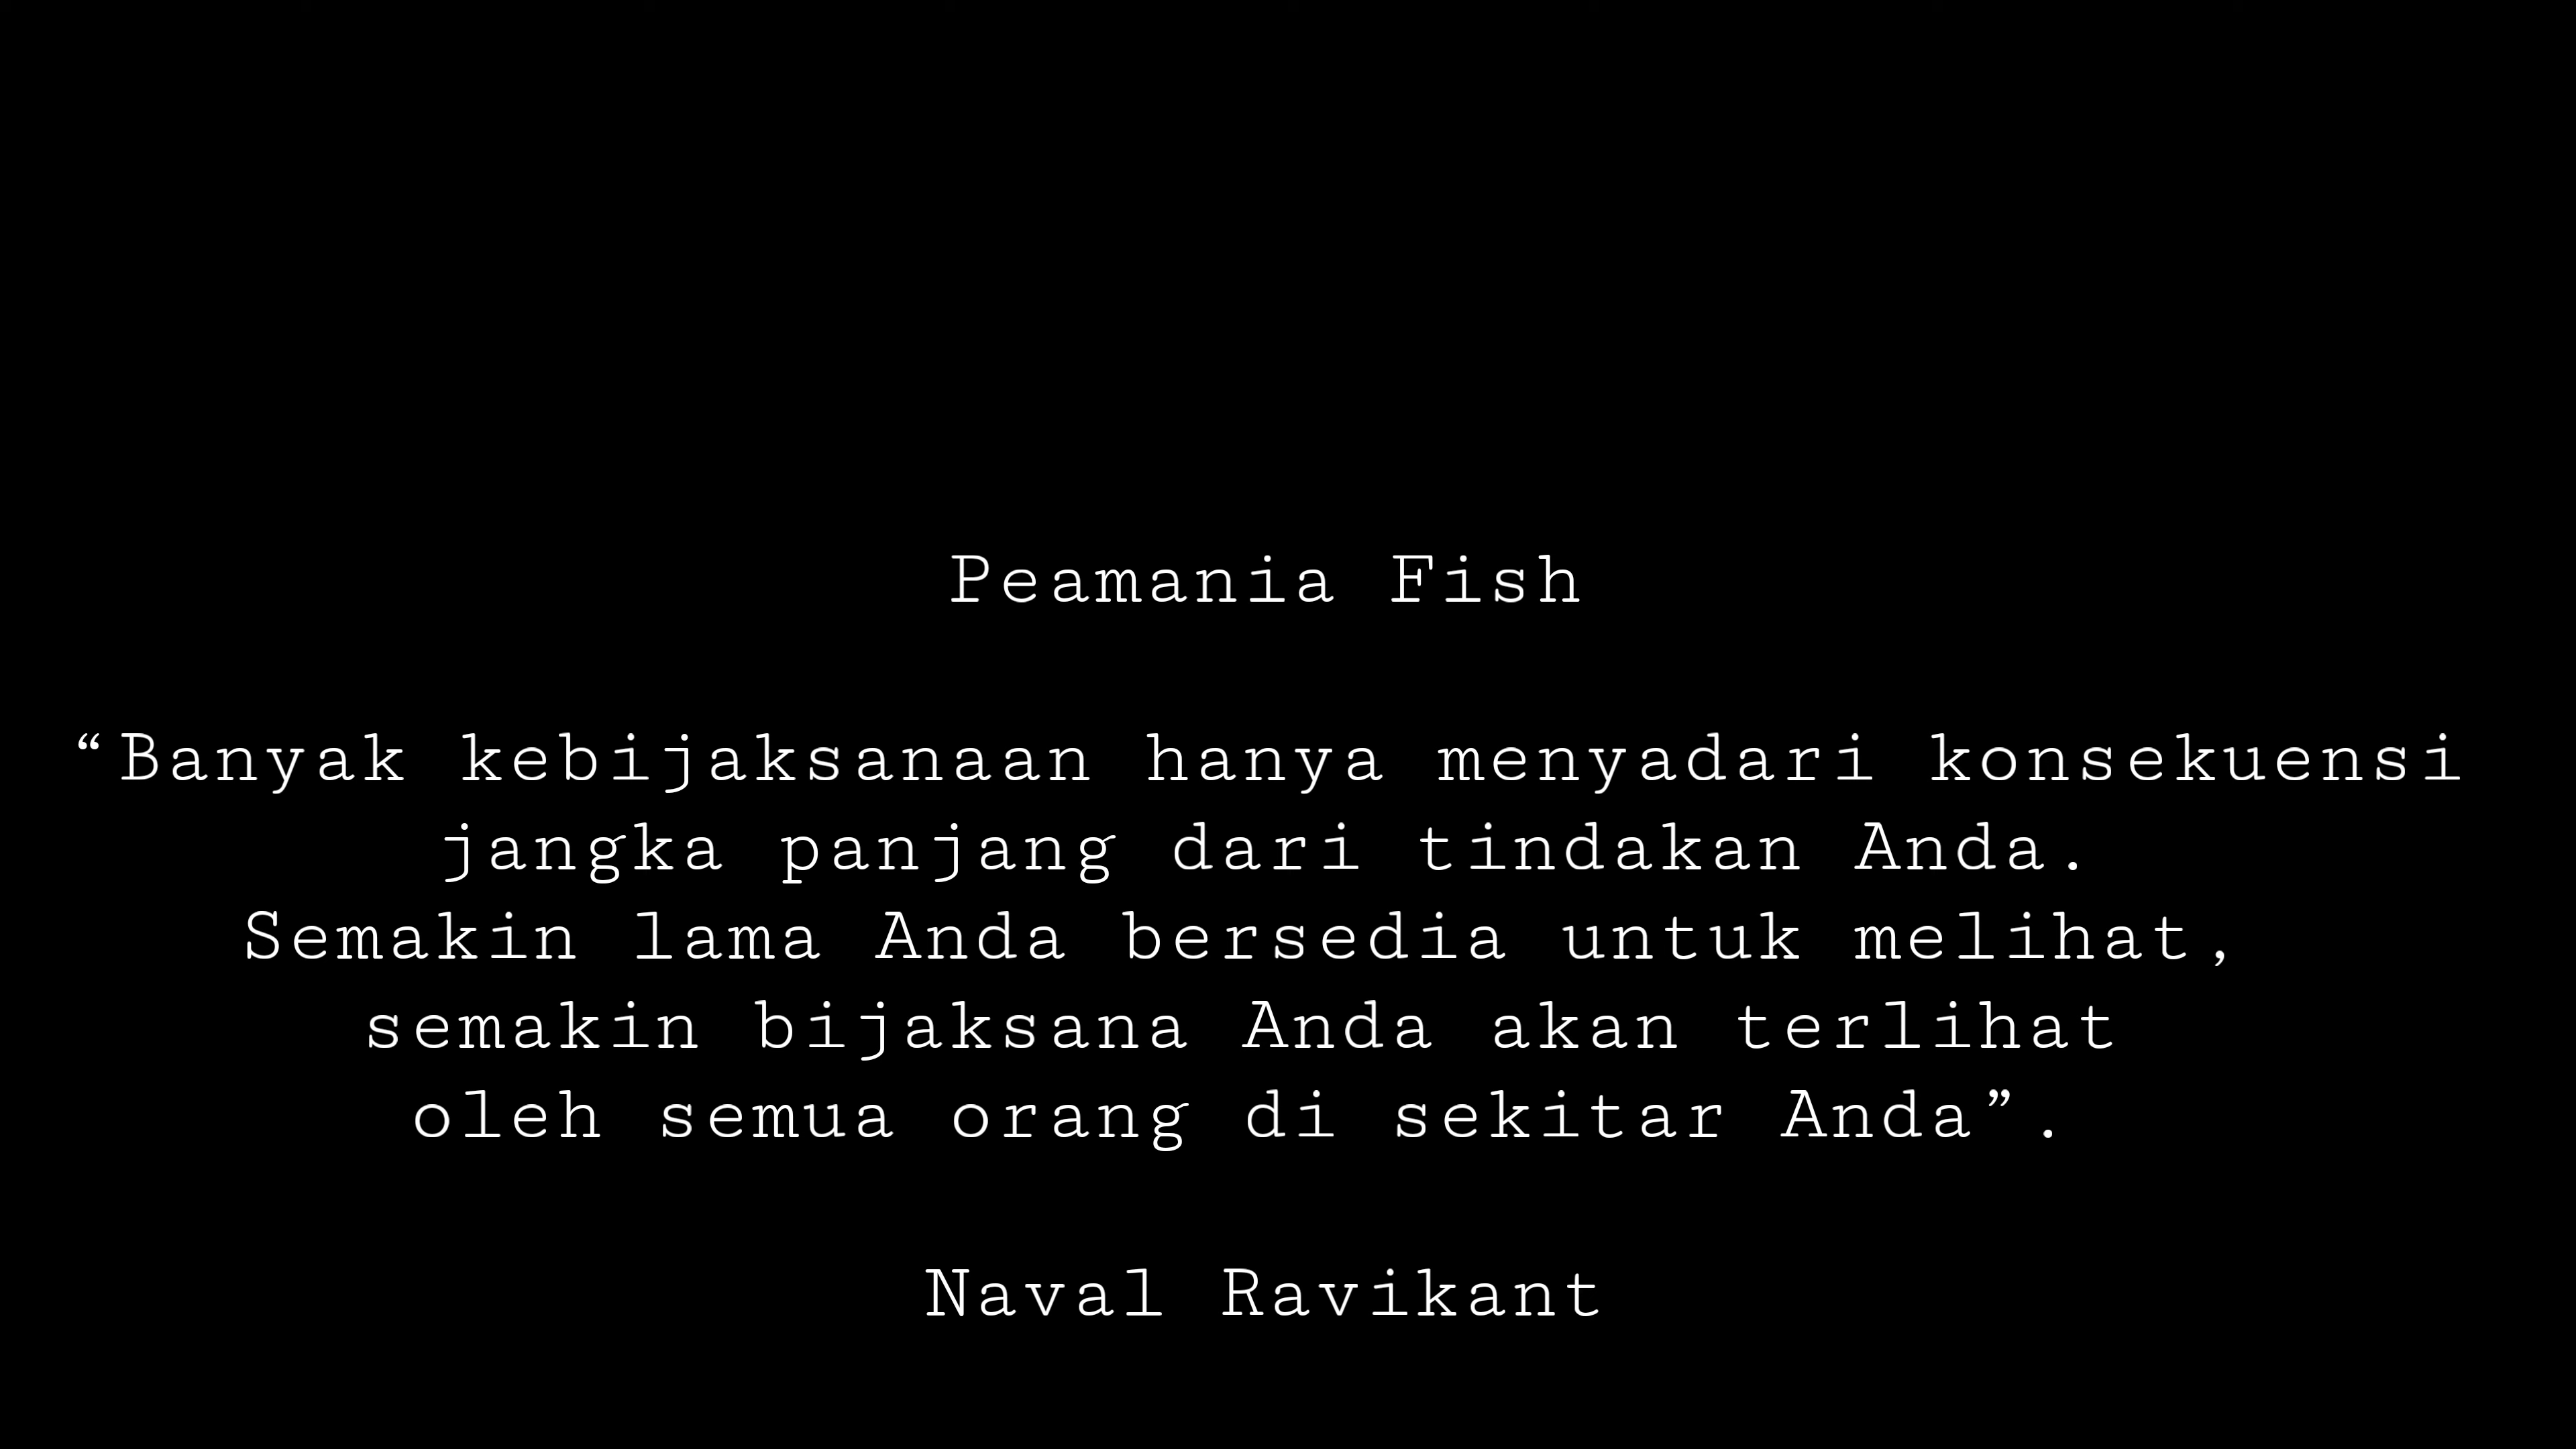 Peamania Fish
“Banyak kebijaksanaan hanya menyadari konsekuensi
jangka panjang dari tindakan Anda.
Semakin lama Anda bersedia untuk melihat,
semakin bijaksana Anda akan terlihat
oleh semua orang di sekitar Anda”.
Naval Ravikant